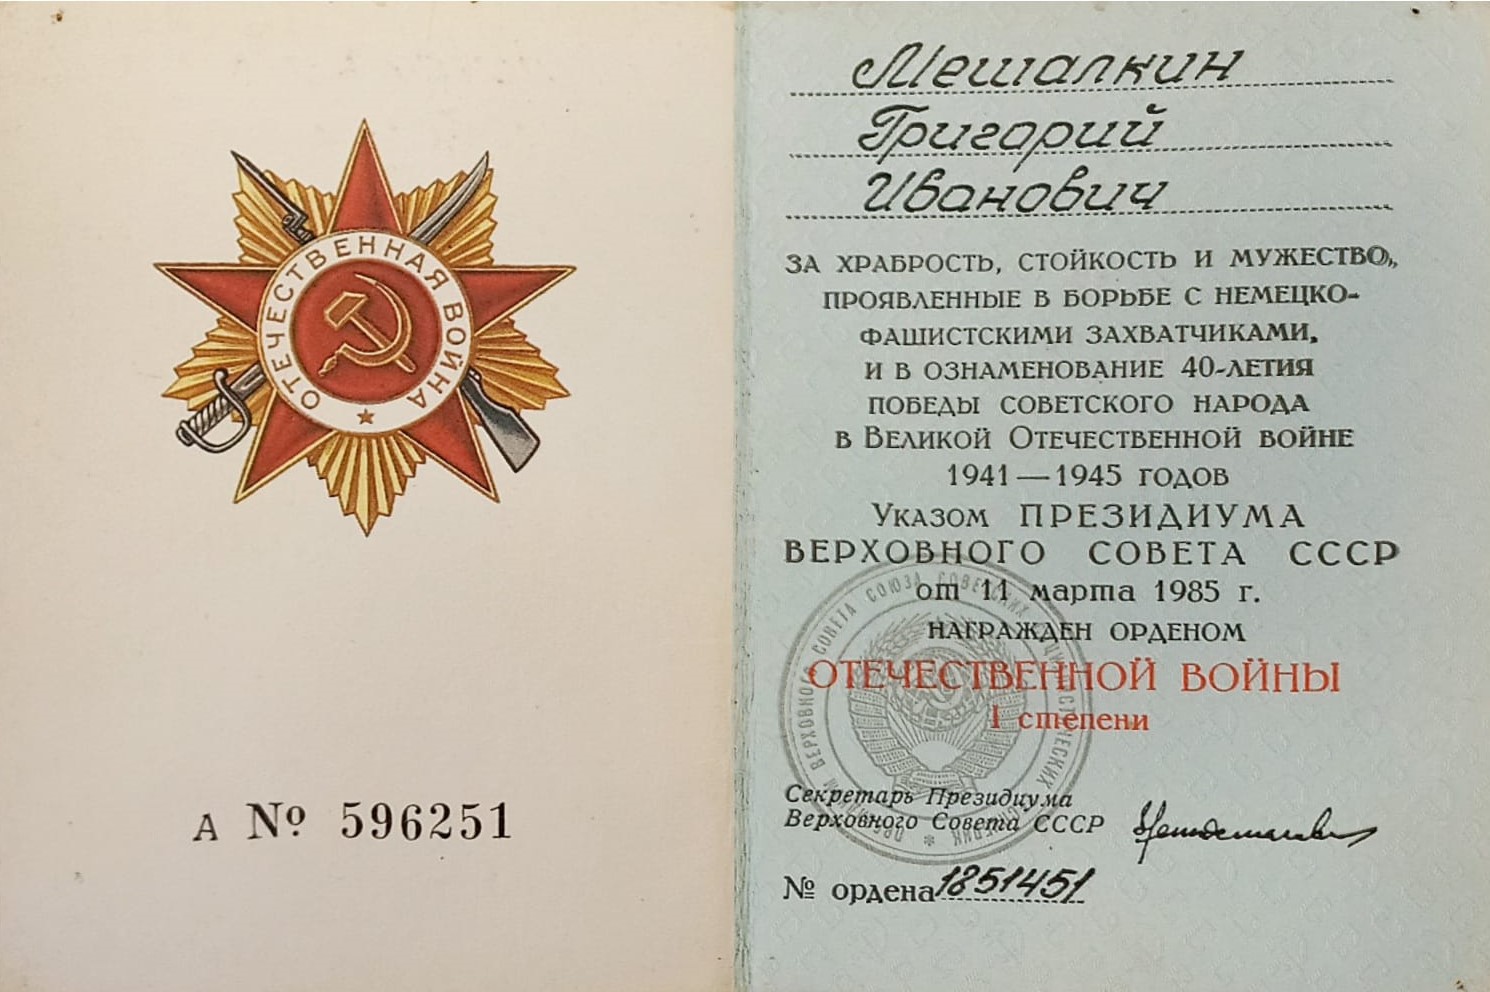 ОТЕЧЕСТВЕННАЯ ВОЙНА
А № 596251
Мешалкин
Григорий
Иванович
ЗА ХРАБРОСТЬ, СТОЙКОСТЬ И МУЖЕСТВО,
ПРОЯВЛЕННЫЕ В БОРЬБЕ С НЕМЕЦКО-
ФАШИСТСКИМИ ЗАХВАТЧИКАМИ,
И В ОЗНАМЕНОВАНИЕ 40-ЛЕТИЯ
ПОБЕДЫ СОВЕТСКОГО НАРОДА
В ВЕЛИКОЙ ОТЕЧЕСТВЕННОЙ ВОЙНЕ
1941—1945 ГОДОВ
УКАЗОМ ПРЕЗИДИУМА
ВЕРХОВНОГО СОВЕТА СССР
от 11 марта 1985 г.
НАГРАЖДЕН ОРДЕНОМ
ОТЕЧЕСТВЕННОЙ ВОЙНЫ
I степени
Секретарь Президиума
Верховного Совета СССР
№ ордена 1851451